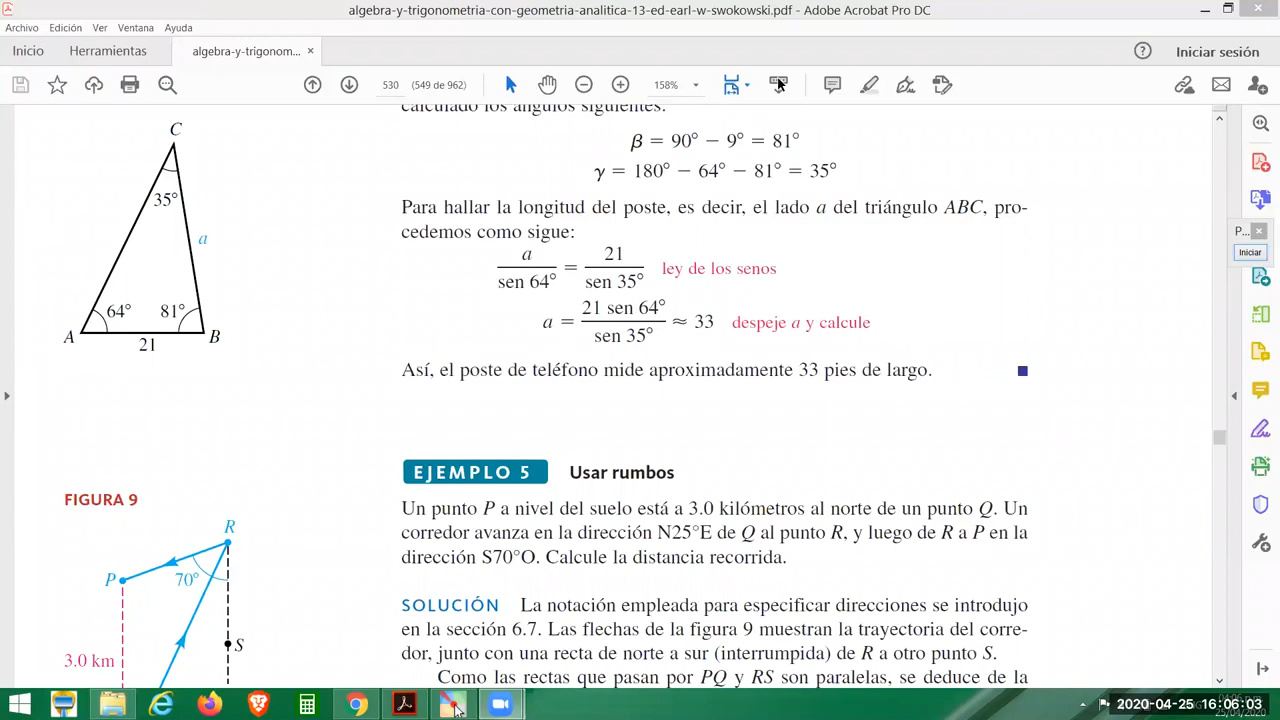 algebra-y-trigonometria-con-geometria-analitica-13-ed-earl-w-swokowski.pdf - Adobe Acrobat Pro DC
Archivo Edición Ver Ventana Ayuda
Inicio Herramientas algebra-y-trigonom... × Iniciar sesión
530 (549 de 962) 158%
calculado los ángulos siguientes:
β = 90° − 9° = 81°
γ = 180° − 64° − 81° = 35°
Para hallar la longitud del poste, es decir, el lado a del triángulo ABC, pro-
cedemos como sigue:
a / sen 64° = 21 / sen 35° ley de los senos
a = 21 sen 64° / sen 35° ≈ 33 despeje a y calcule
Así, el poste de teléfono mide aproximadamente 33 pies de largo.
C
35°
a
64° 81°
A B
21
P... ×
Iniciar
EJEMPLO 5 Usar rumbos
Un punto P a nivel del suelo está a 3.0 kilómetros al norte de un punto Q. Un
corredor avanza en la dirección N25°E de Q al punto R, y luego de R a P en la
dirección S70°O. Calcule la distancia recorrida.
SOLUCIÓN La notación empleada para especificar direcciones se introdujo
en la sección 6.7. Las flechas de la figura 9 muestran la trayectoria del corre-
dor, junto con una recta de norte a sur (interrumpida) de R a otro punto S.
Como las rectas que pasan por PQ y RS son paralelas, se deduce de la
FIGURA 9
R
P 70°
S
3.0 km
2020-04-25 16:06:03